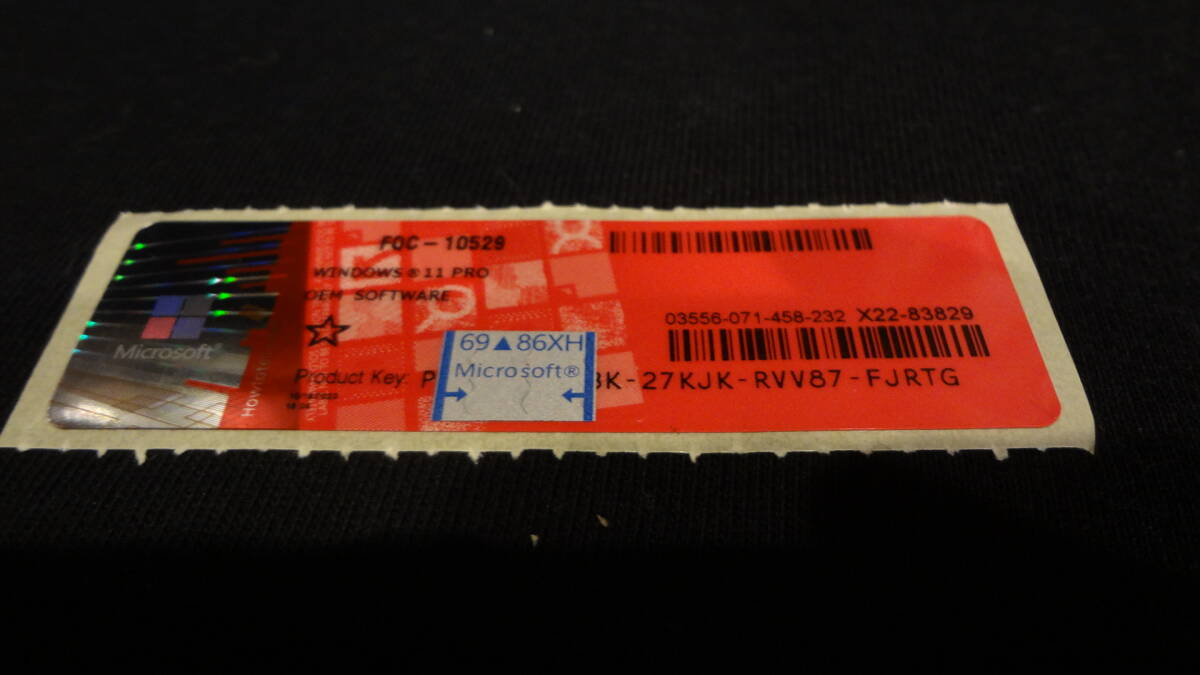 FQC-10529
WINDOWS ® 11 PRO
OEM SOFTWARE
03556-071-458-232 X22-83829
69▲86XH
Microsoft®
Microsoft®
Product Key: P 3K-27KJK-RVV87-FJRTG